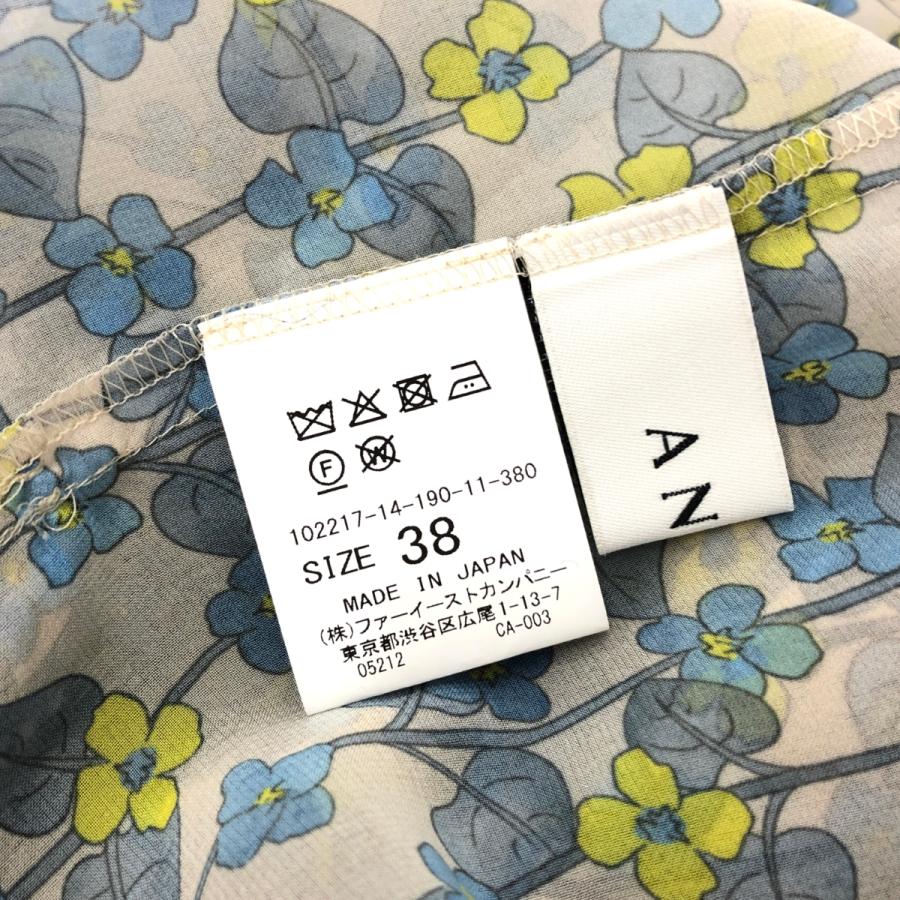 F W
102217-14-190-11-380
SIZE 38
MADE IN JAPAN
(株)ファーイーストカンパニー
東京都渋谷区広尾1-13-7
05212 CA-003
AN